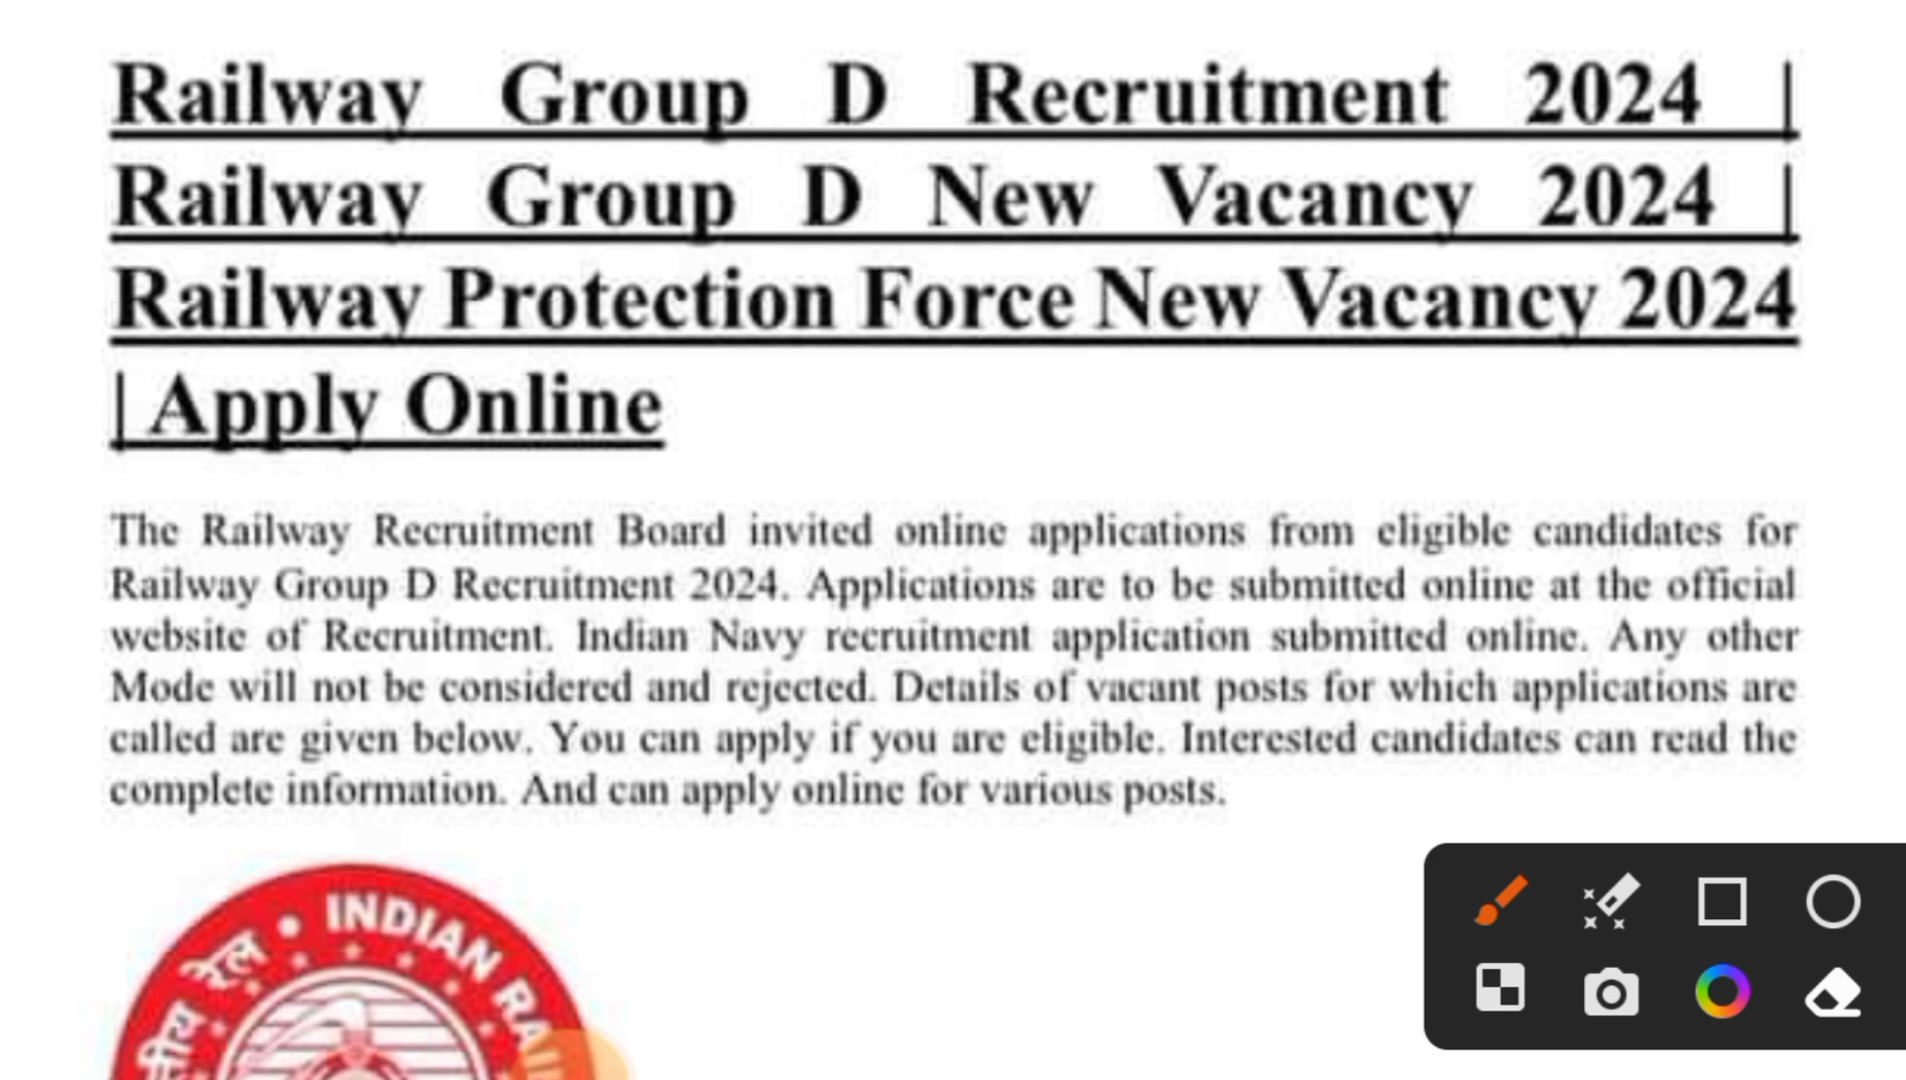 Railway Group D Recruitment 2024 |
Railway Group D New Vacancy 2024 |
Railway Protection Force New Vacancy 2024
| Apply Online
The Railway Recruitment Board invited online applications from eligible candidates for
Railway Group D Recruitment 2024. Applications are to be submitted online at the official
website of Recruitment. Indian Navy recruitment application submitted online. Any other
Mode will not be considered and rejected. Details of vacant posts for which applications are
called are given below. You can apply if you are eligible. Interested candidates can read the
complete information. And can apply online for various posts.
रेल • INDIAN